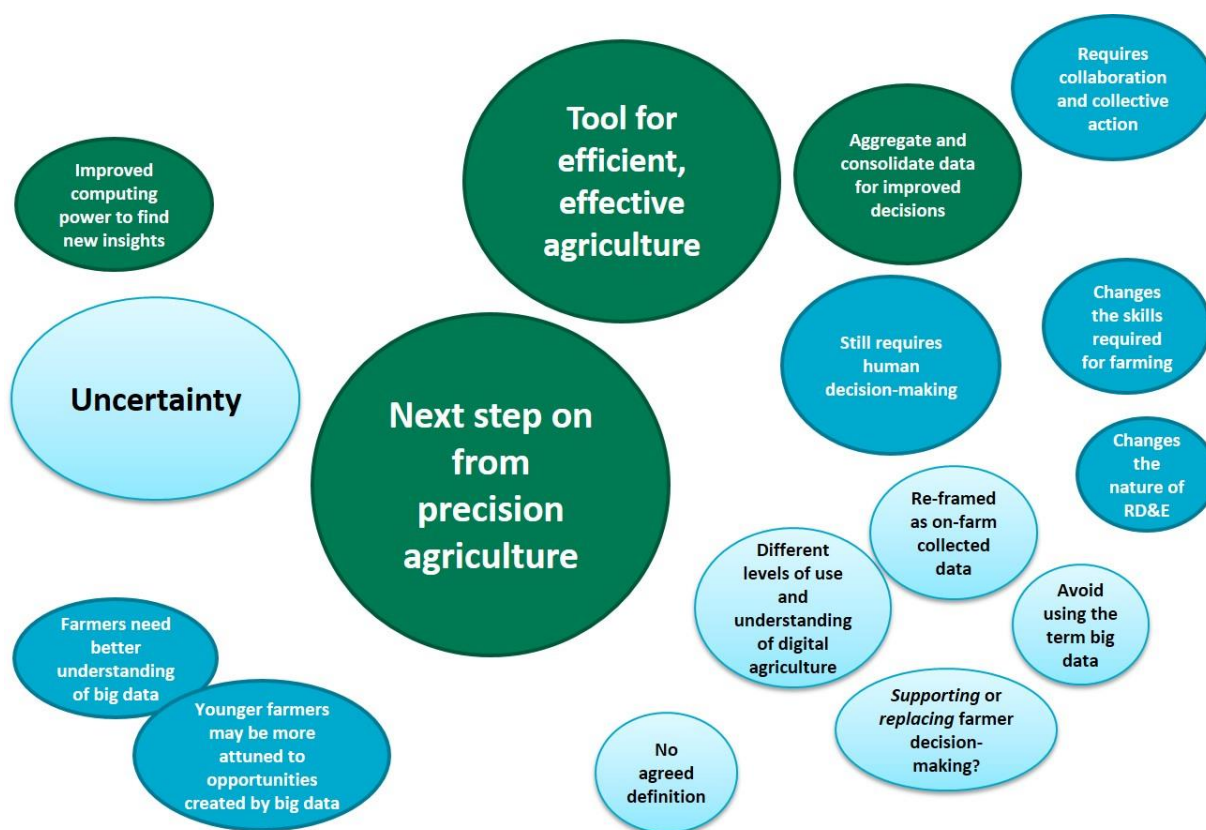 Requires
collaboration
and collective
action
Tool for
efficient,
effective
agriculture
Aggregate and
consolidate data
for improved
decisions
Improved
computing
power to find
new insights
Changes
the skills
required
for farming
Still requires
human
decision-making
Uncertainty
Next step on
from
precision
agriculture
Changes
the
nature of
RD&E
Re-framed
as on-farm
collected
data
Different
levels of use
and
understanding
of digital
agriculture
Avoid
using the
term big
data
Farmers need
better
understanding
of big data
Younger farmers
may be more
attuned to
opportunities
created by big data
Supporting or
replacing farmer
decision-
making?
No
agreed
definition